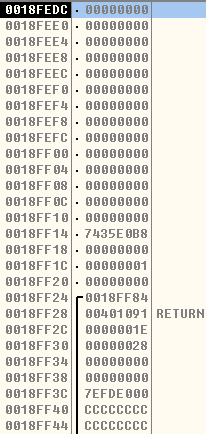 0018FEDC · 00000000
0018FEE0 · 00000000
0018FEE4 · 00000000
0018FEE8 · 00000000
0018FEEC · 00000000
0018FEF0 · 00000000
0018FEF4 · 00000000
0018FEF8 · 00000000
0018FEFC · 00000000
0018FF00 · 00000000
0018FF04 · 00000000
0018FF08 · 00000000
0018FF0C · 00000000
0018FF10 · 00000000
0018FF14 · 7435E0B8
0018FF18 · 00000000
0018FF1C · 00000001
0018FF20 · 00000000
0018FF24 0018FF84
0018FF28 00401091 RETURN
0018FF2C 0000001E
0018FF30 00000028
0018FF34 00000000
0018FF38 00000000
0018FF3C 7EFDE000
0018FF40 CCCCCCCC
0018FF44 CCCCCCCC